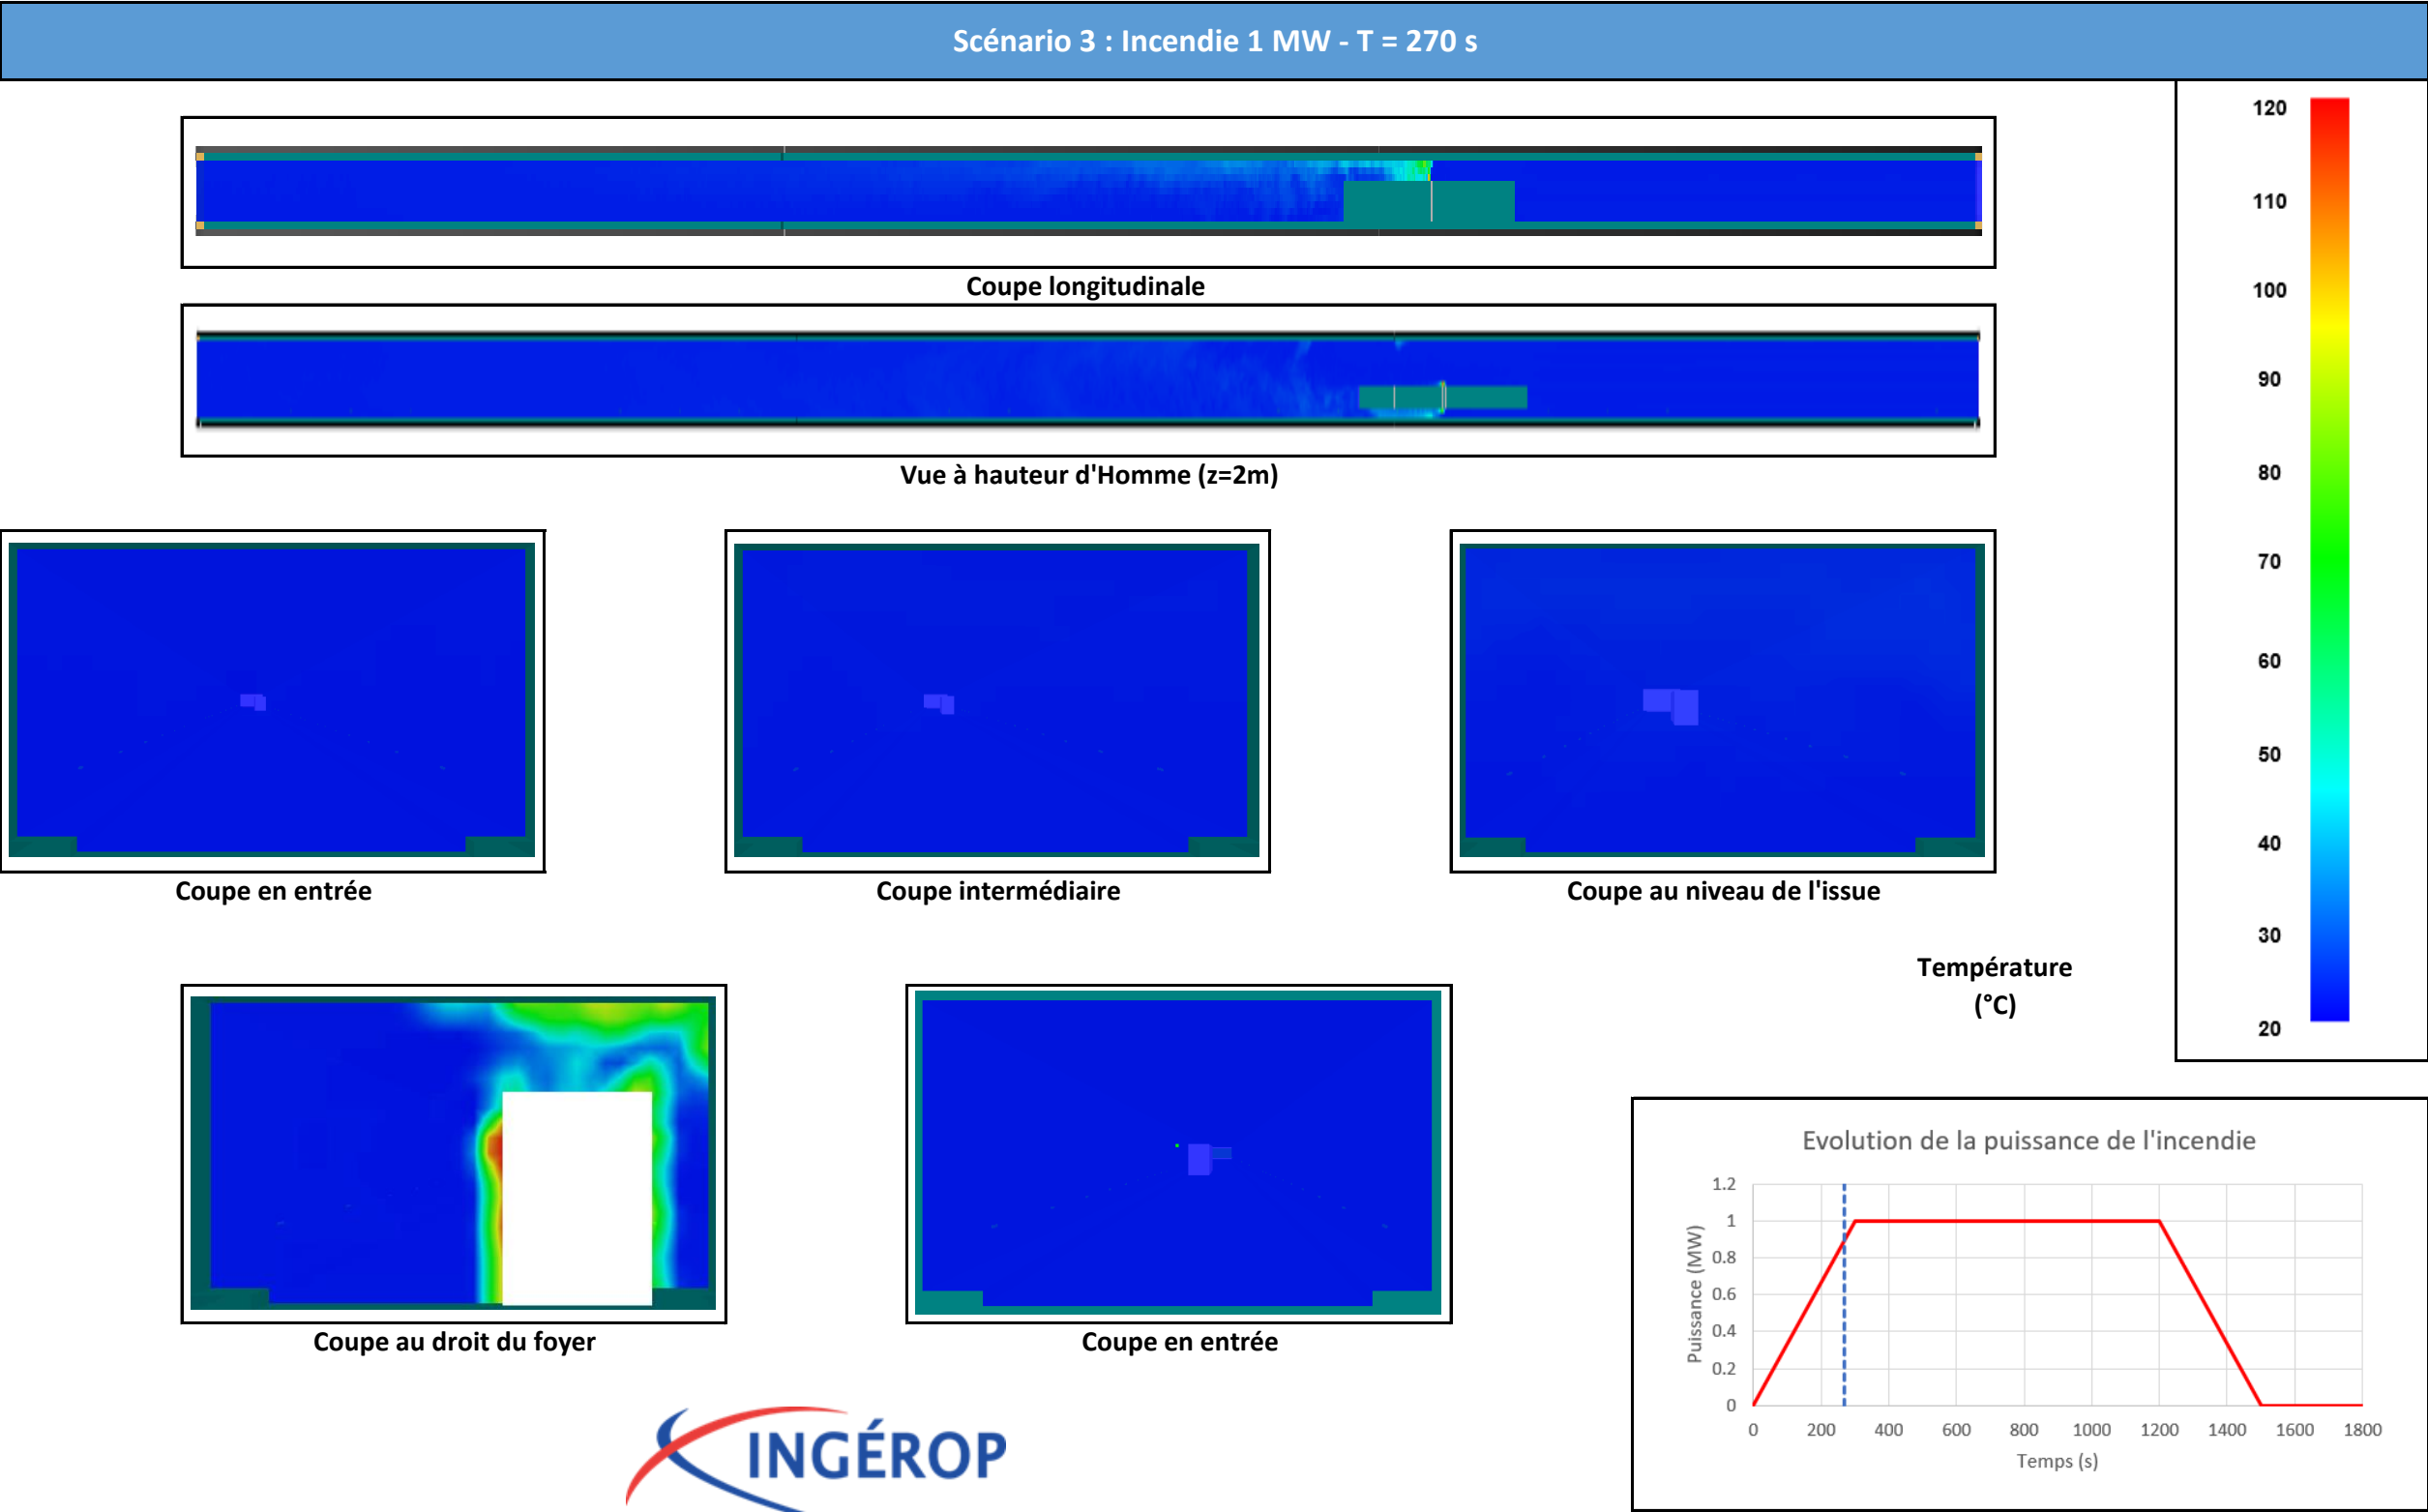 Scénario 3 : Incendie 1 MW - T = 270 s
Coupe longitudinale
Vue à hauteur d'Homme (z=2m)
Coupe en entrée
Coupe intermédiaire
Coupe au niveau de l'issue
Coupe au droit du foyer
Coupe en entrée
Température
(°C)
120
110
100
90
80
70
60
50
40
30
20
Evolution de la puissance de l'incendie
Puissance (MW)
1.2
1
0.8
0.6
0.4
0.2
0
0 200 400 600 800 1000 1200 1400 1600 1800
Temps (s)
INGÉROP